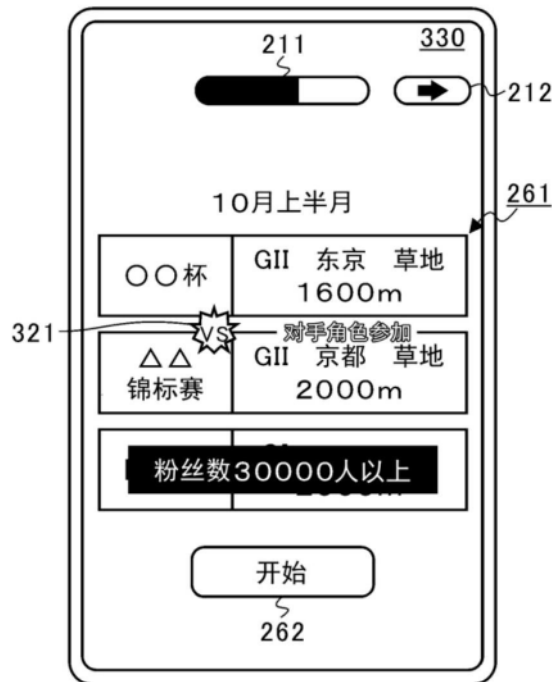 330
211
212
10月上半月
261
〇〇杯
GII 东京 草地
1600m
321
VS
对手角色参加
△△
锦标赛
GII 京都 草地
2000m
粉丝数30000人以上
开始
262